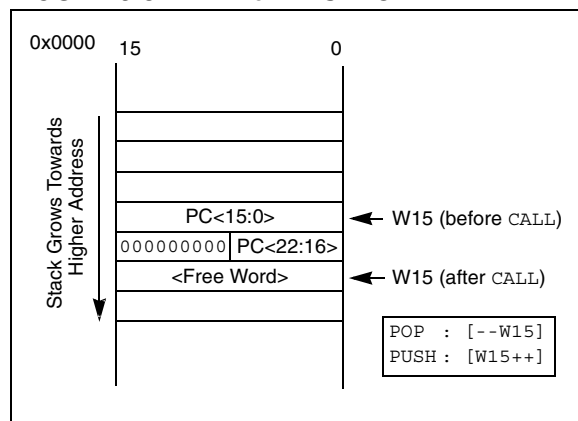 0x0000
15 0
Stack Grows Towards
Higher Address
PC<15:0>
W15 (before CALL)
000000000 PC<22:16>
<Free Word>
W15 (after CALL)
POP : [--W15]
PUSH : [W15++]